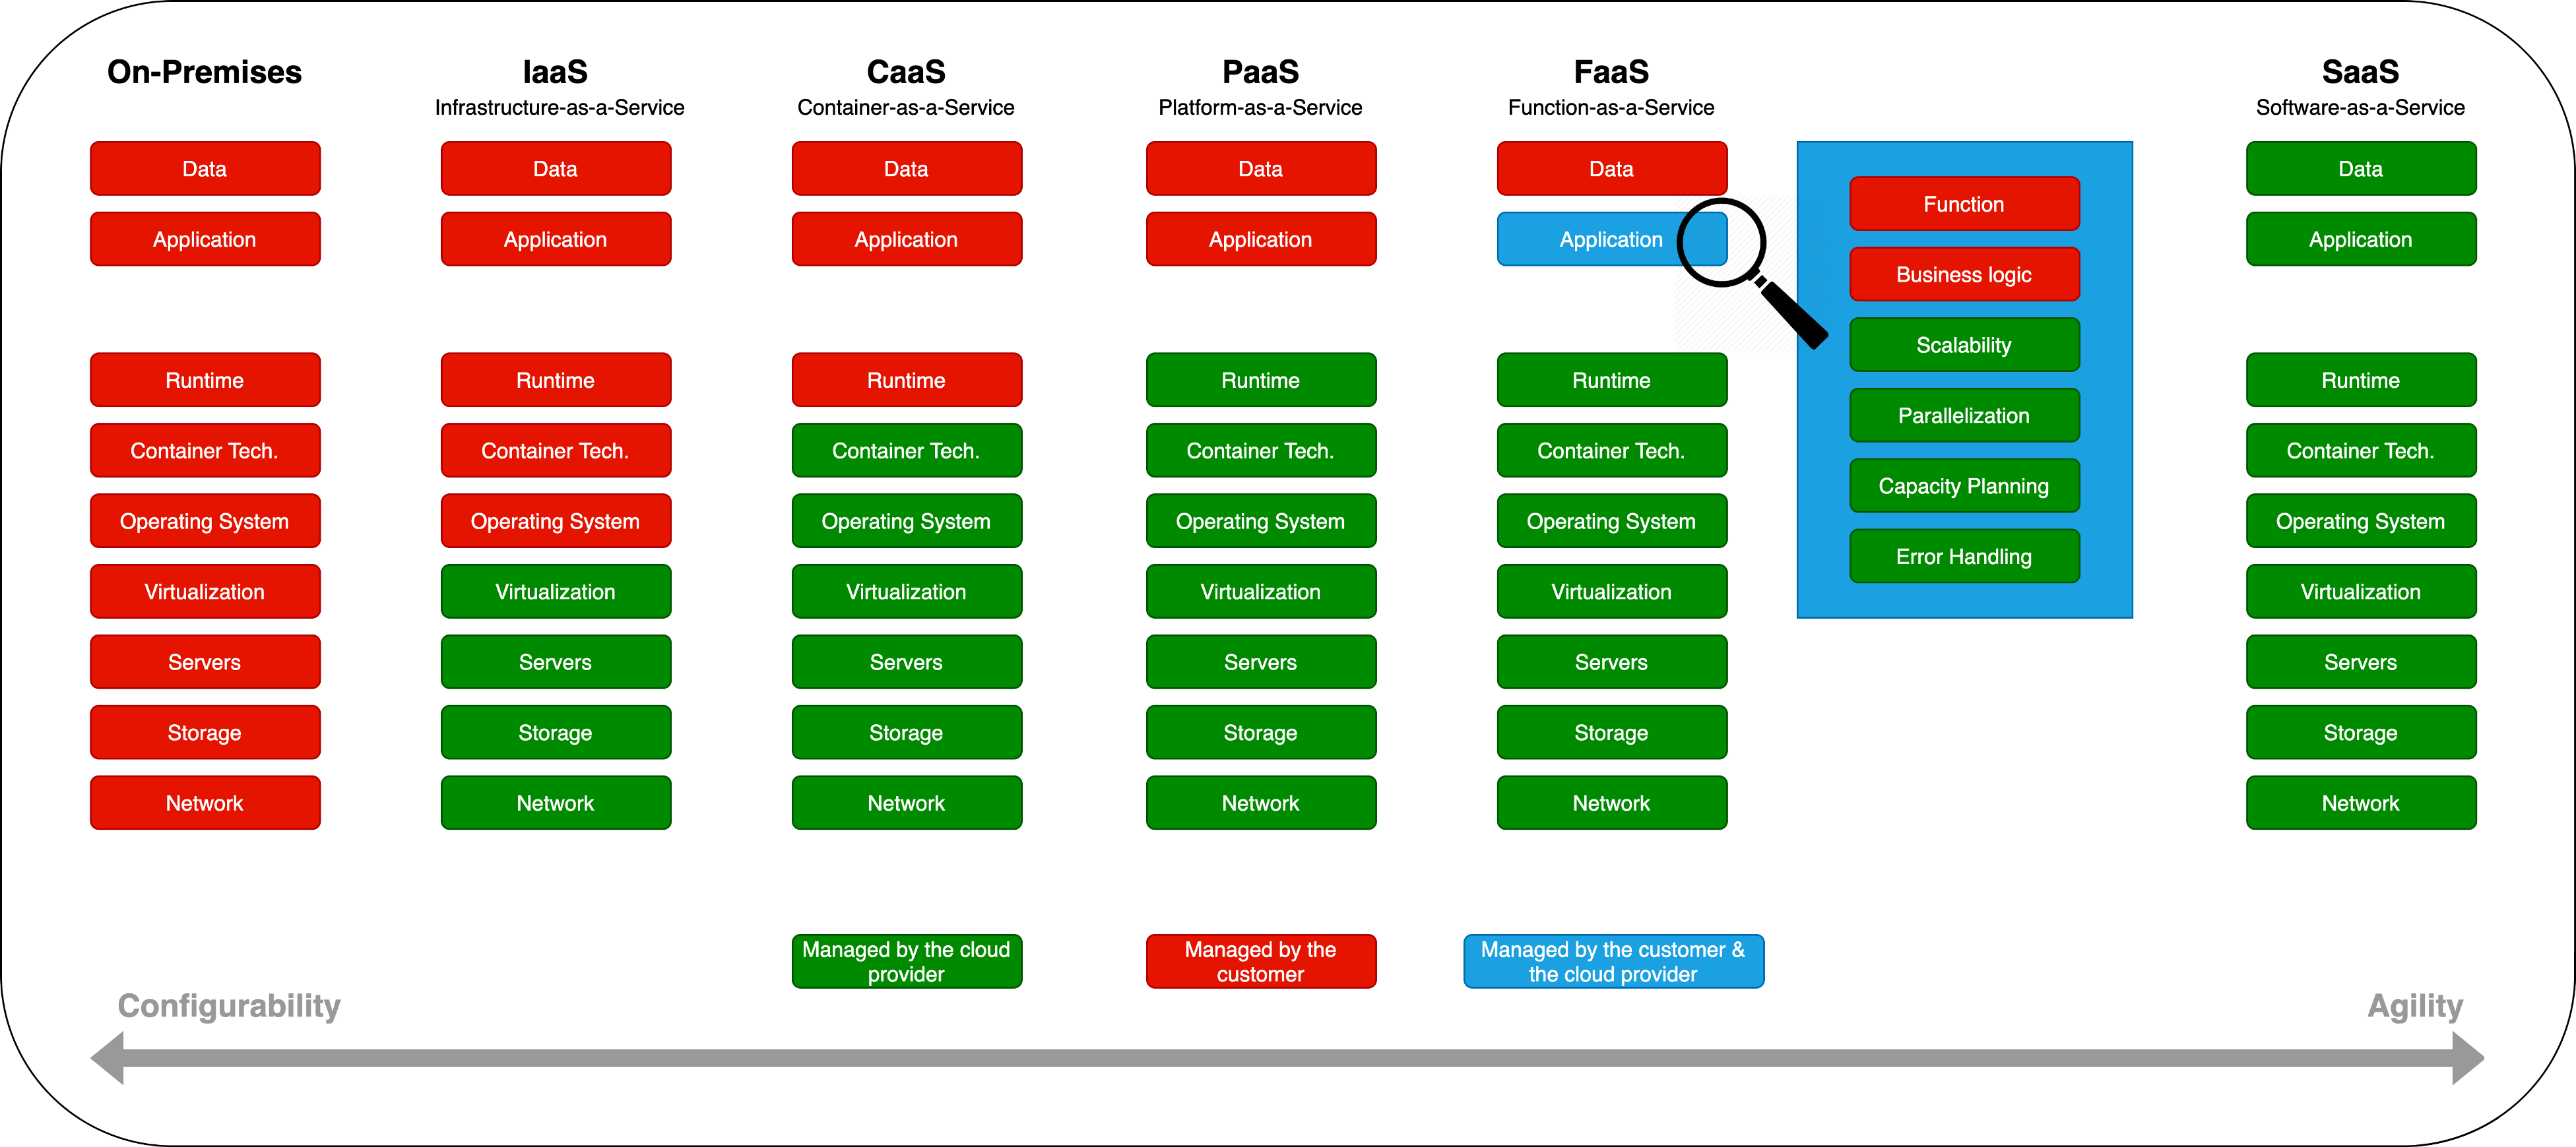 On-Premises
Data
Application
Runtime
Container Tech.
Operating System
Virtualization
Servers
Storage
Network
IaaS
Infrastructure-as-a-Service
Data
Application
Runtime
Container Tech.
Operating System
Virtualization
Servers
Storage
Network
CaaS
Container-as-a-Service
Data
Application
Runtime
Container Tech.
Operating System
Virtualization
Servers
Storage
Network
PaaS
Platform-as-a-Service
Data
Application
Runtime
Container Tech.
Operating System
Virtualization
Servers
Storage
Network
FaaS
Function-as-a-Service
Data
Application
Runtime
Container Tech.
Operating System
Virtualization
Servers
Storage
Network
Function
Business logic
Scalability
Parallelization
Capacity Planning
Error Handling
SaaS
Software-as-a-Service
Data
Application
Runtime
Container Tech.
Operating System
Virtualization
Servers
Storage
Network
Managed by the cloud
provider
Managed by the
customer
Managed by the customer &
the cloud provider
Configurability
Agility